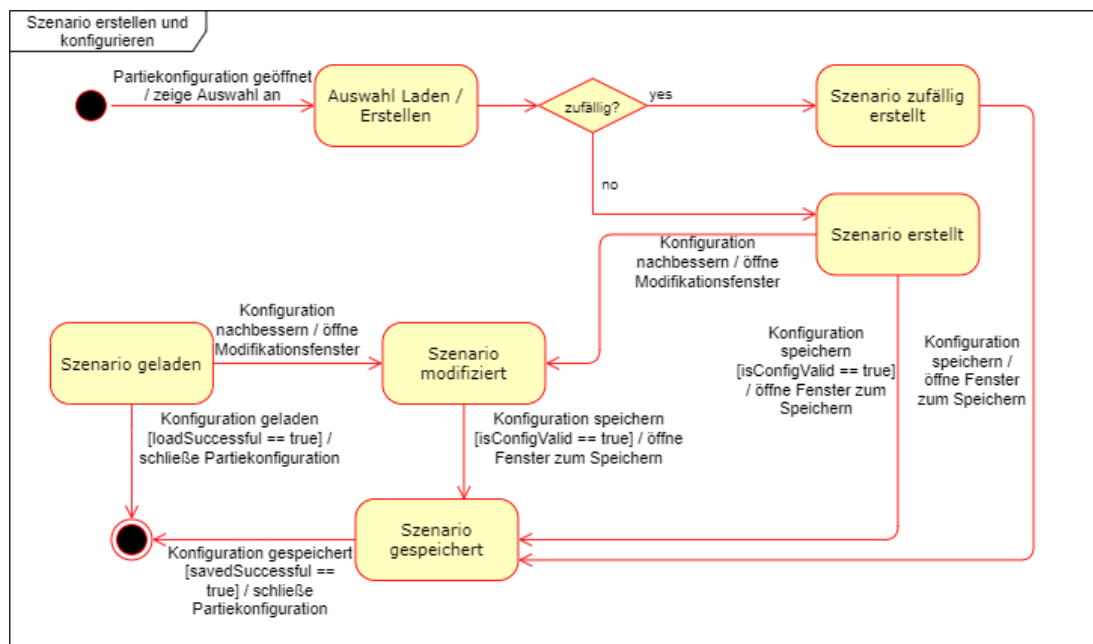 Szenario erstellen und
konfigurieren
Partiekonfiguration geöffnet
/ zeige Auswahl an
Auswahl Laden /
Erstellen
zufällig?
yes
Szenario zufällig
erstellt
no
Szenario erstellt
Konfiguration
nachbessern / öffne
Modifikationsfenster
Konfiguration
nachbessern / öffne
Modifikationsfenster
Szenario geladen
Szenario
modifiziert
Konfiguration
speichern
[isConfigValid == true]
/ öffne Fenster zum
Speichern
Konfiguration
speichern /
öffne Fenster
zum Speichern
Konfiguration geladen
[loadSuccessful == true] /
schließe Partiekonfiguration
Konfiguration speichern
[isConfigValid == true] / öffne
Fenster zum Speichern
Szenario
gespeichert
Konfiguration gespeichert
[savedSuccessful ==
true] / schließe
Partiekonfiguration